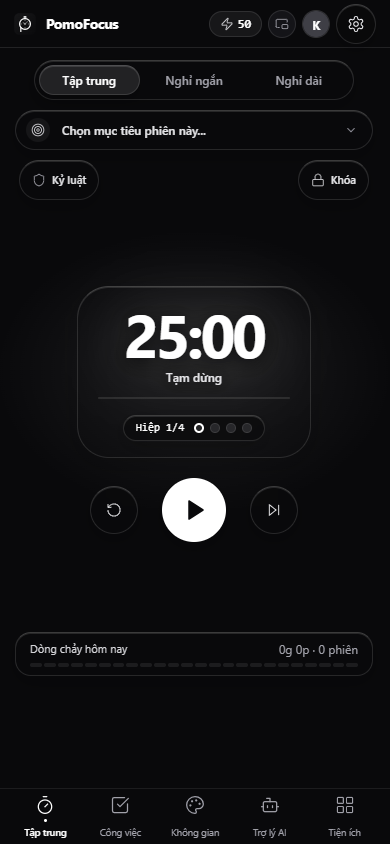 PomoFocus
50
K
Tập trung
Nghỉ ngắn
Nghỉ dài
Chọn mục tiêu phiên này...
Kỷ luật
Khóa
25:00
Tạm dừng
Hiệp 1/4
Dòng chảy hôm nay
0g 0p · 0 phiên
Tập trung
Công việc
Không gian
Trợ lý AI
Tiện ích